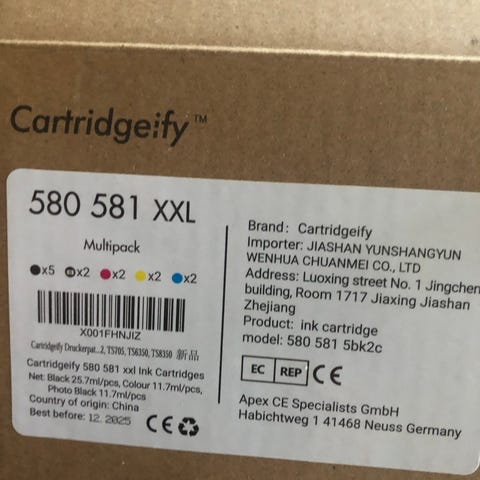 Cartridgeify™
580 581 XXL
Multipack
x5 x2 x2 x2 x2
X001FHNJIZ
Cartridgeify Druckerpat...2, TS705, TS6350, TS8350 新品
Cartridgeify 580 581 xxl Ink Cartridges
Net: Black 25.7ml/pcs, Colour 11.7ml/pcs,
Photo Black 11.7ml/pcs
Country of origin: China
Best before: 12. 2025
CE
Brand: Cartridgeify
Importer: JIASHAN YUNSHANGYUN
WENHUA CHUANMEI CO., LTD
Address: Luoxing street No. 1 Jingchen
building, Room 1717 Jiaxing Jiashan
Zhejiang
Product: ink cartridge
model: 580 581 5bk2c
EC REP CE
Apex CE Specialists GmbH
Habichtweg 1 41468 Neuss Germany